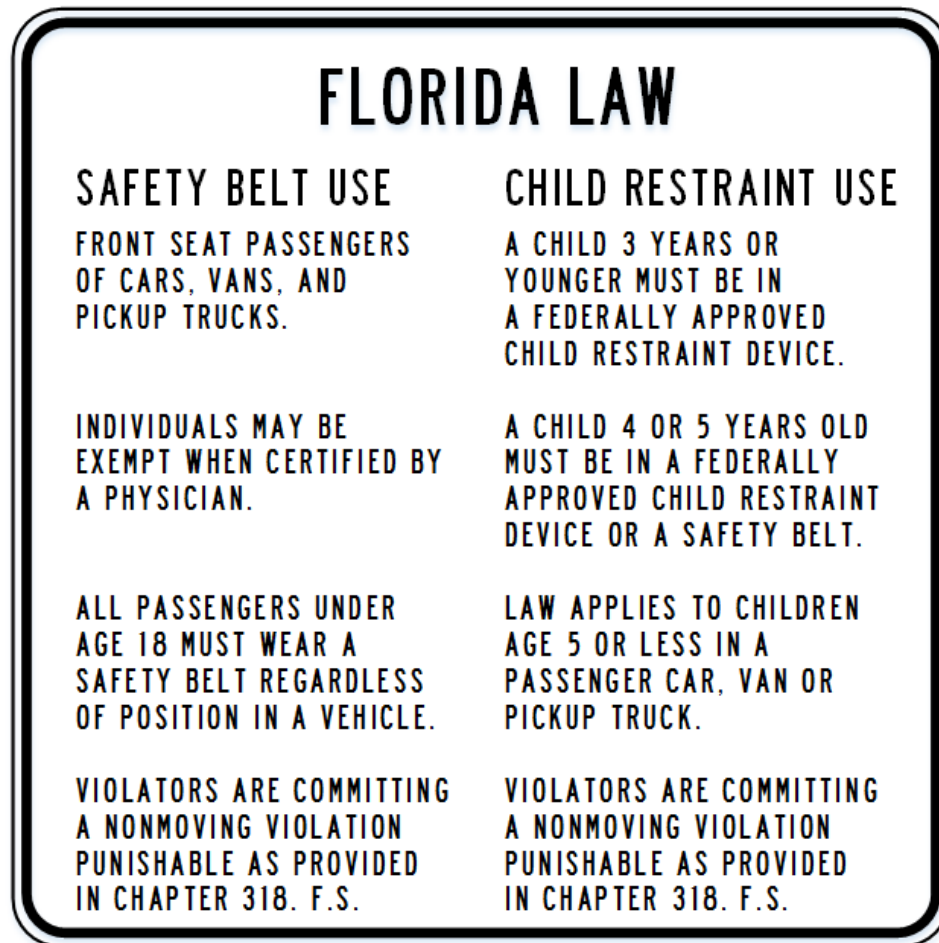 FLORIDA LAW
SAFETY BELT USE
FRONT SEAT PASSENGERS
OF CARS, VANS, AND
PICKUP TRUCKS.
INDIVIDUALS MAY BE
EXEMPT WHEN CERTIFIED BY
A PHYSICIAN.
ALL PASSENGERS UNDER
AGE 18 MUST WEAR A
SAFETY BELT REGARDLESS
OF POSITION IN A VEHICLE.
VIOLATORS ARE COMMITTING
A NONMOVING VIOLATION
PUNISHABLE AS PROVIDED
IN CHAPTER 318. F.S.
CHILD RESTRAINT USE
A CHILD 3 YEARS OR
YOUNGER MUST BE IN
A FEDERALLY APPROVED
CHILD RESTRAINT DEVICE.
A CHILD 4 OR 5 YEARS OLD
MUST BE IN A FEDERALLY
APPROVED CHILD RESTRAINT
DEVICE OR A SAFETY BELT.
LAW APPLIES TO CHILDREN
AGE 5 OR LESS IN A
PASSENGER CAR, VAN OR
PICKUP TRUCK.
VIOLATORS ARE COMMITTING
A NONMOVING VIOLATION
PUNISHABLE AS PROVIDED
IN CHAPTER 318. F.S.